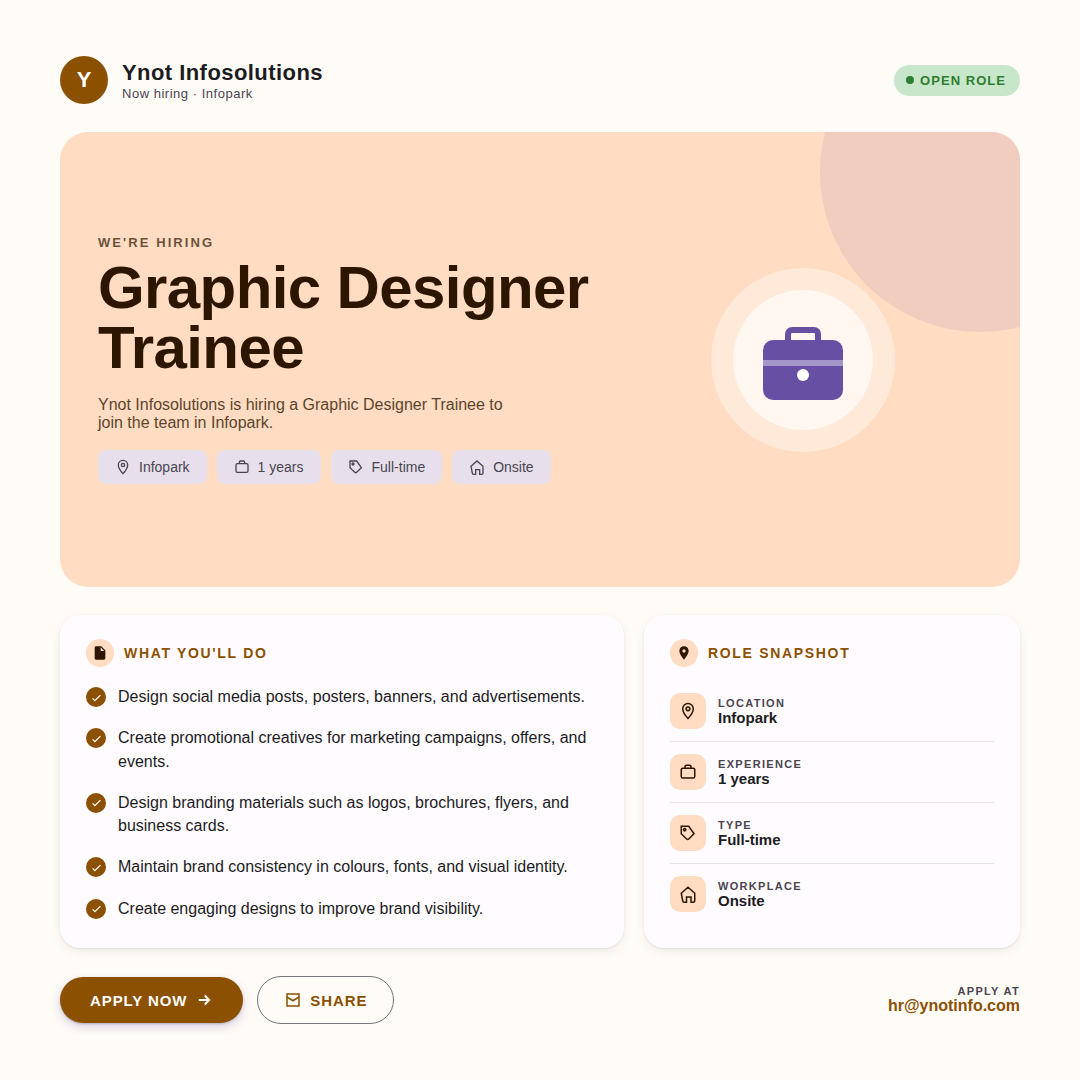 Y
Ynot Infosolutions
Now hiring · Infopark
OPEN ROLE
WE'RE HIRING
Graphic Designer
Trainee
Ynot Infosolutions is hiring a Graphic Designer Trainee to
join the team in Infopark.
Infopark
1 years
Full-time
Onsite
WHAT YOU'LL DO
Design social media posts, posters, banners, and advertisements.
Create promotional creatives for marketing campaigns, offers, and
events.
Design branding materials such as logos, brochures, flyers, and
business cards.
Maintain brand consistency in colours, fonts, and visual identity.
Create engaging designs to improve brand visibility.
ROLE SNAPSHOT
LOCATION
Infopark
EXPERIENCE
1 years
TYPE
Full-time
WORKPLACE
Onsite
APPLY NOW
SHARE
APPLY AT
hr@ynotinfo.com